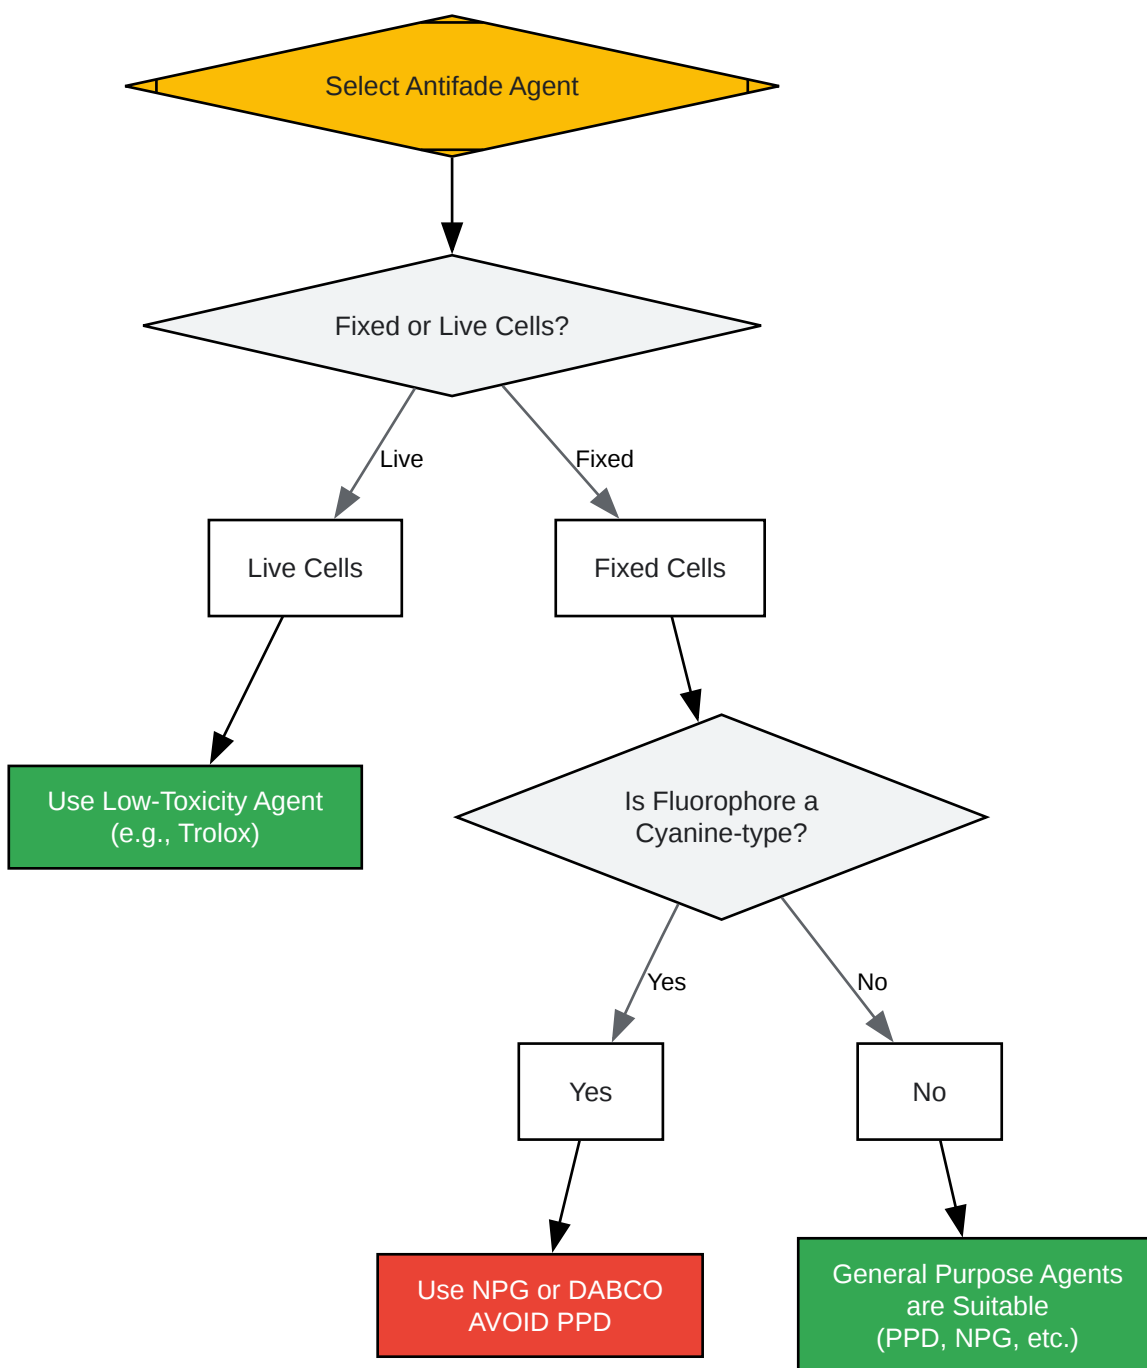 Select Antifade Agent
Fixed or Live Cells?
Live
Fixed
Live Cells
Fixed Cells
Use Low-Toxicity Agent
(e.g., Trolox)
Is Fluorophore a
Cyanine-type?
Yes
No
Yes
No
Use NPG or DABCO
AVOID PPD
General Purpose Agents
are Suitable
(PPD, NPG, etc.)